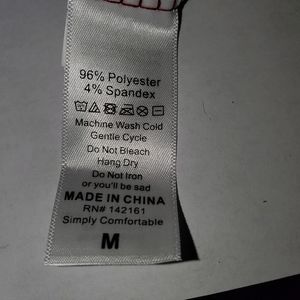 96% Polyester
4% Spandex
Machine Wash Cold
Gentle Cycle
Do Not Bleach
Hang Dry
Do Not Iron
or you'll be sad
MADE IN CHINA
RN# 142161
Simply Comfortable
M